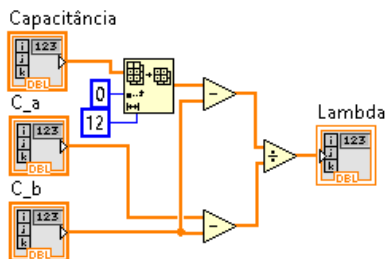 Capacitância
i
j
k
123
DBL
0
12
C_a
i
j
k
123
DBL
C_b
i
j
k
123
DBL
-
-
÷
Lambda
i
j
k
123
DBL